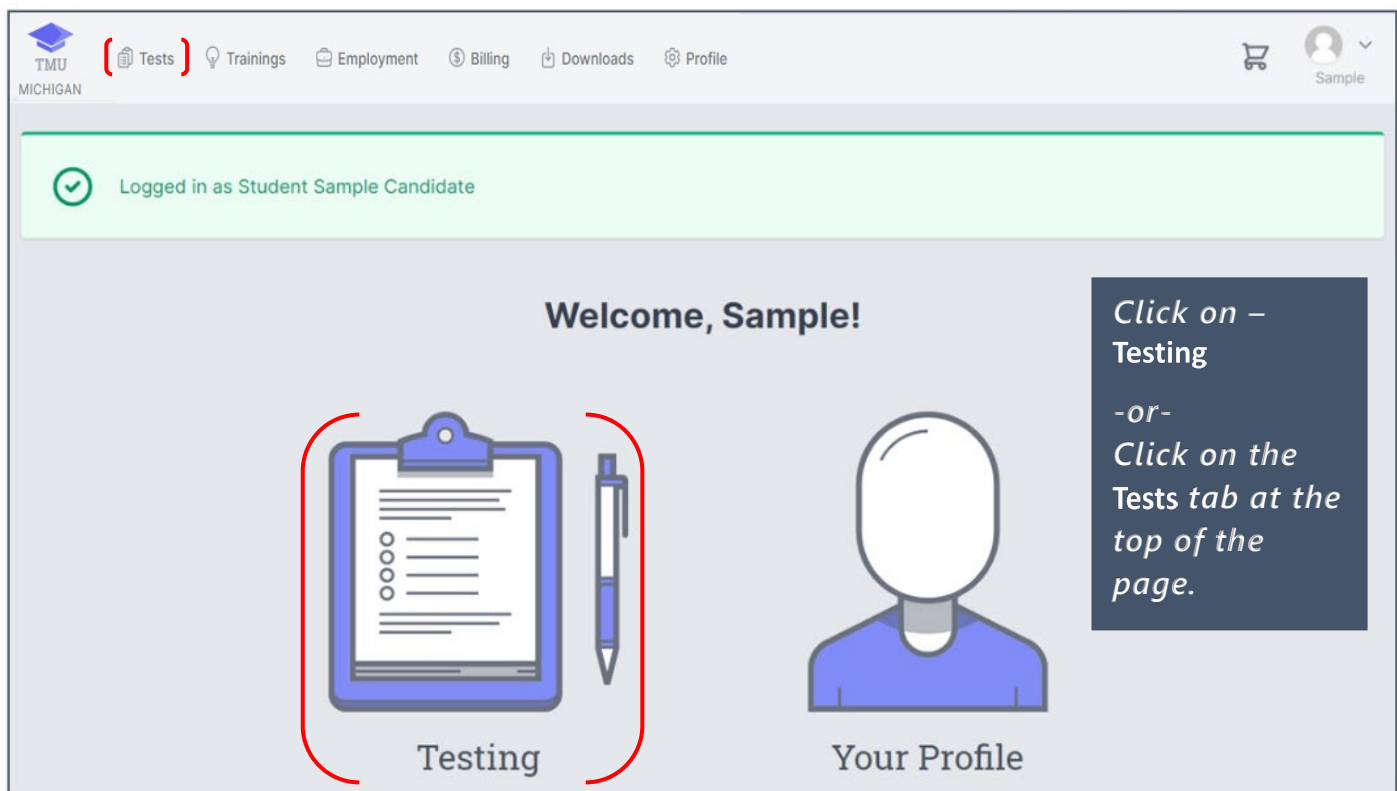 TMU
MICHIGAN
Tests Trainings Employment Billing Downloads Profile
Sample
Logged in as Student Sample Candidate
Welcome, Sample!
Click on –
Testing
-or-
Click on the
Tests tab at the
top of the
page.
Testing Your Profile